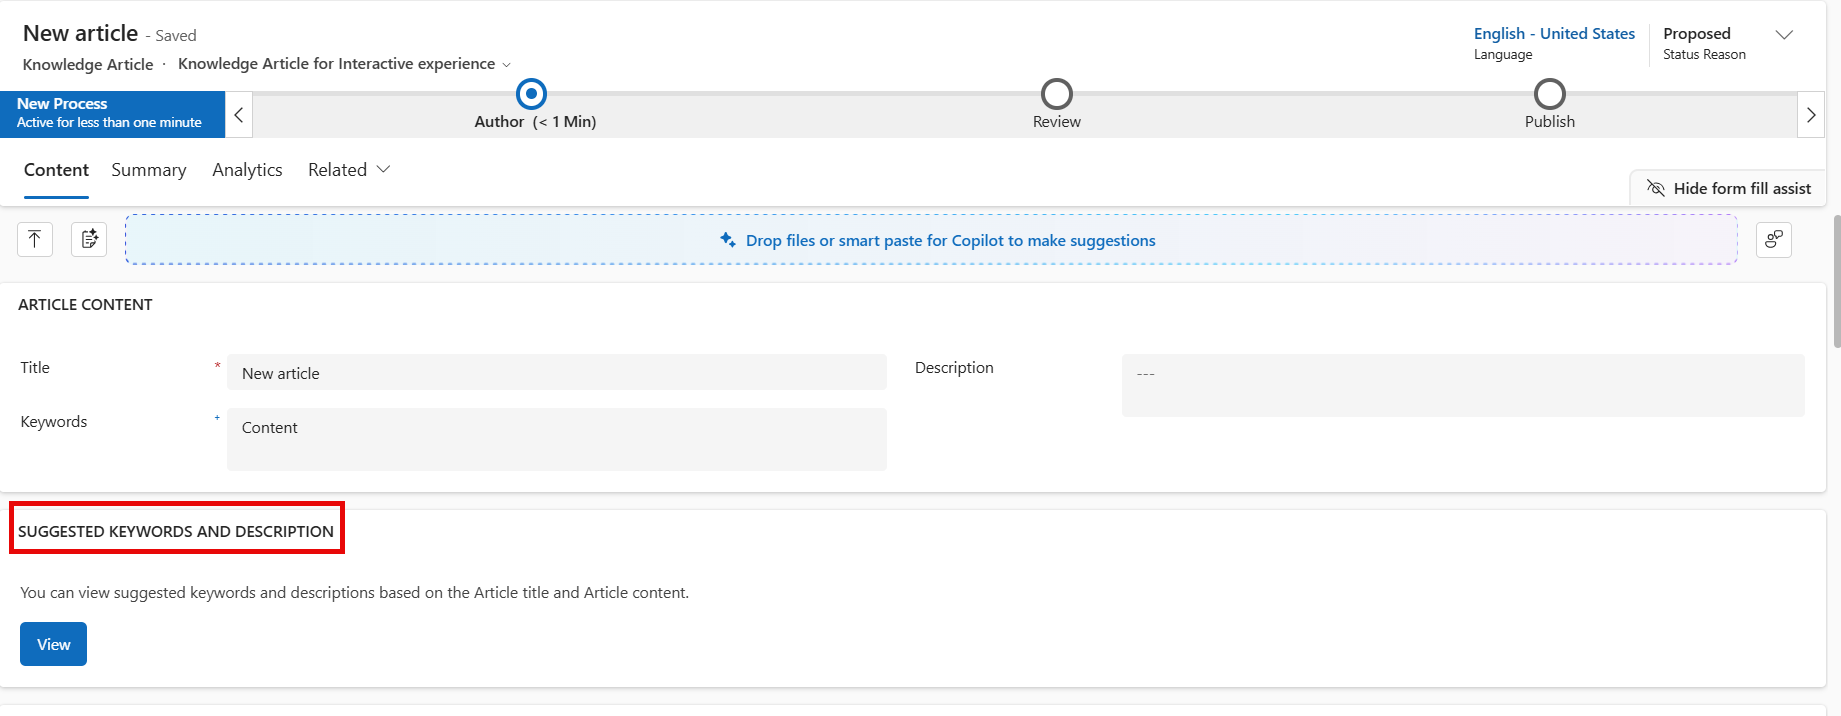 New article - Saved
English - United States
Proposed
Language
Status Reason
Knowledge Article · Knowledge Article for Interactive experience
New Process
Active for less than one minute
Author (< 1 Min)
Review
Publish
Content
Summary
Analytics
Related
Hide form fill assist
Drop files or smart paste for Copilot to make suggestions
ARTICLE CONTENT
Title *
New article
Description
---
Keywords +
Content
SUGGESTED KEYWORDS AND DESCRIPTION
You can view suggested keywords and descriptions based on the Article title and Article content.
View